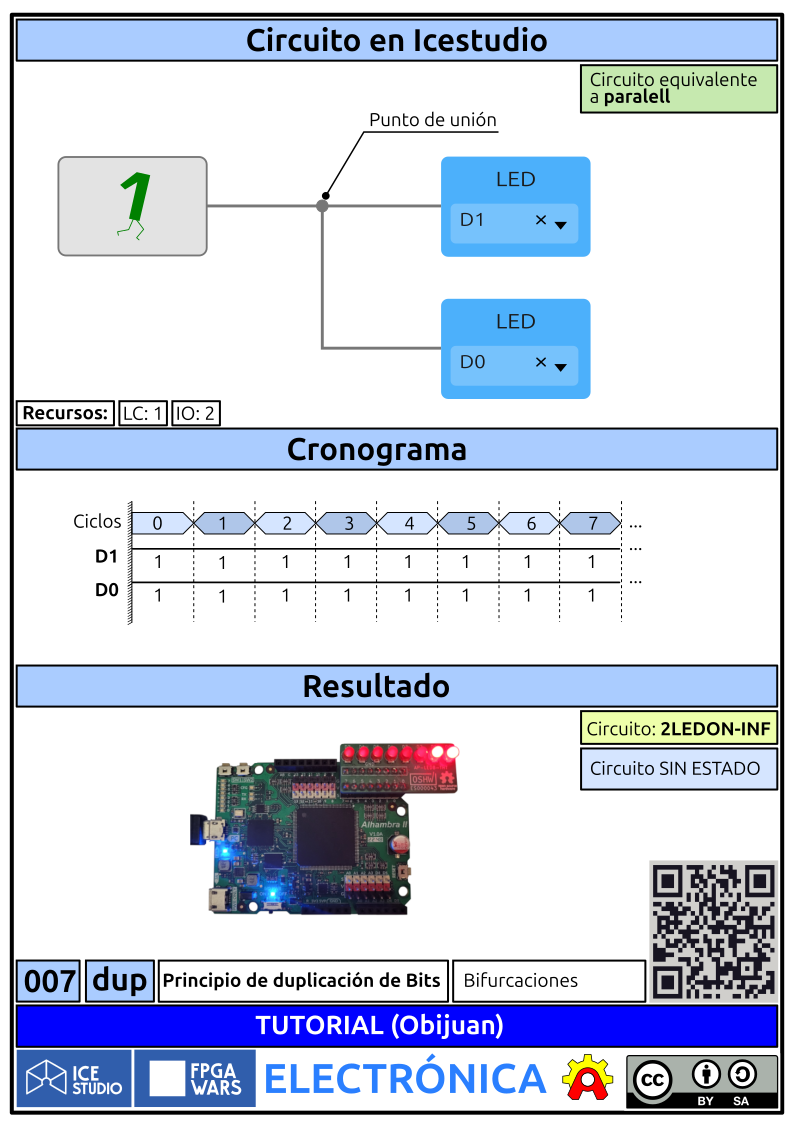 Circuito en Icestudio
Circuito equivalente
a paralell
Punto de unión
1
LED
D1 ×
LED
D0 ×
Recursos: LC: 1 IO: 2
Cronograma
Ciclos 0 1 2 3 4 5 6 7 ...
D1 1 1 1 1 1 1 1 1 ...
D0 1 1 1 1 1 1 1 1 ...
Resultado
Circuito: 2LEDON-INF
Circuito SIN ESTADO
OSHW
Alhambra II
007 dup Principio de duplicación de Bits Bifurcaciones
TUTORIAL (Obijuan)
ICE
STUDIO
FPGA
WARS
ELECTRÓNICA
cc
BY SA